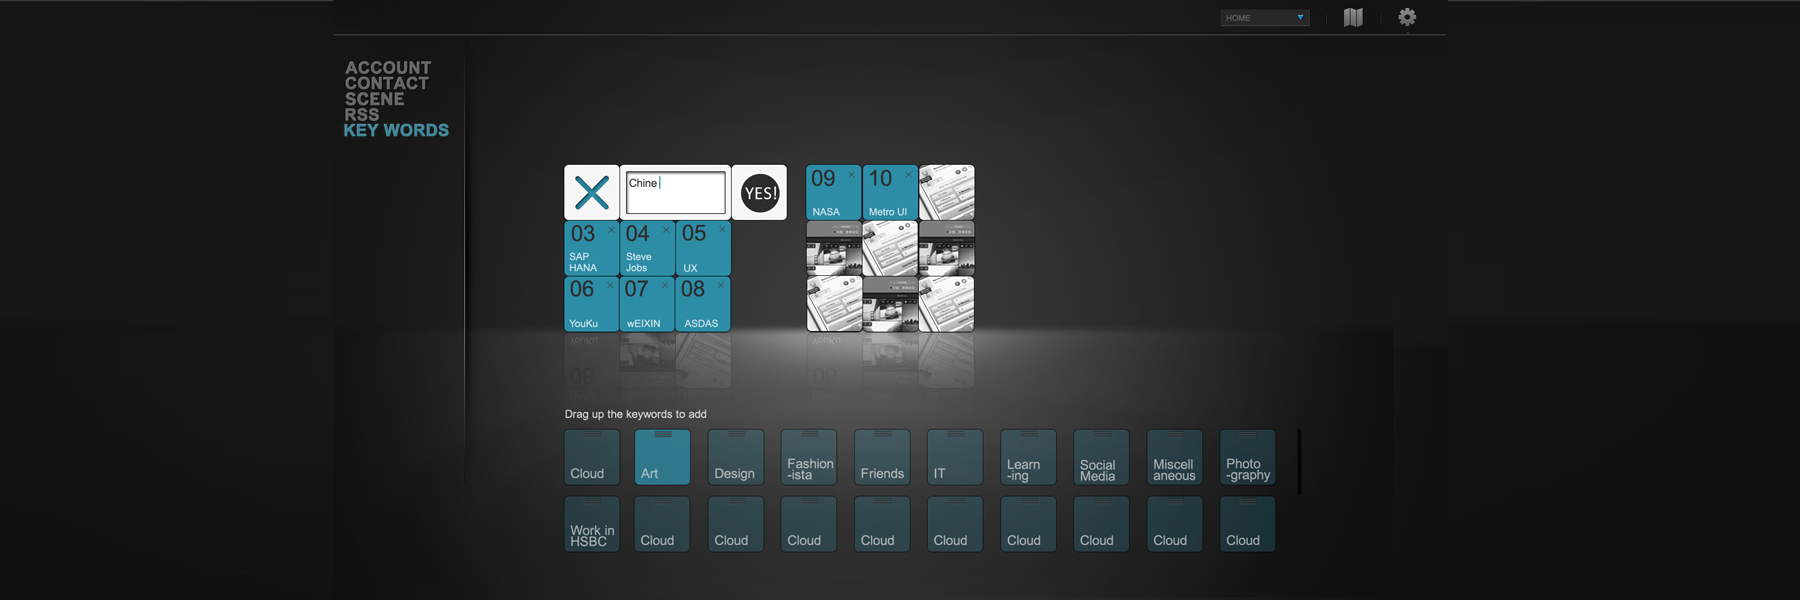 HOME
ACCOUNT
CONTACT
SCENE
RSS
KEY WORDS
Chine
YES!
03
SAP
HANA
04
Steve
Jobs
05
UX
06
YouKu
07
wEIXIN
08
ASDAS
09
NASA
10
Metro UI
Drag up the keywords to add
Cloud
Art
Design
Fashion
-ista
Friends
IT
Learn
-ing
Social
Media
Miscell
aneous
Photo
-graphy
Work in
HSBC
Cloud
Cloud
Cloud
Cloud
Cloud
Cloud
Cloud
Cloud
Cloud